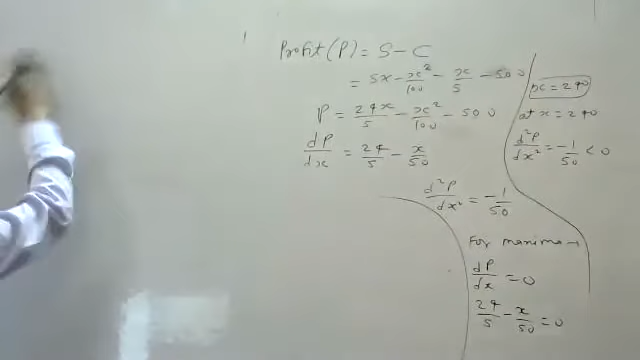 Profit (P) = S - C
= 5x - x²/100 - x/5 - 500
P = 24x/5 - x²/100 - 500
dP/dx = 24/5 - x/50
d²P/dx² = -1/50
For maxima →
dP/dx = 0
24/5 - x/50 = 0
x = 240
at x = 240
d²P/dx² = -1/50 < 0